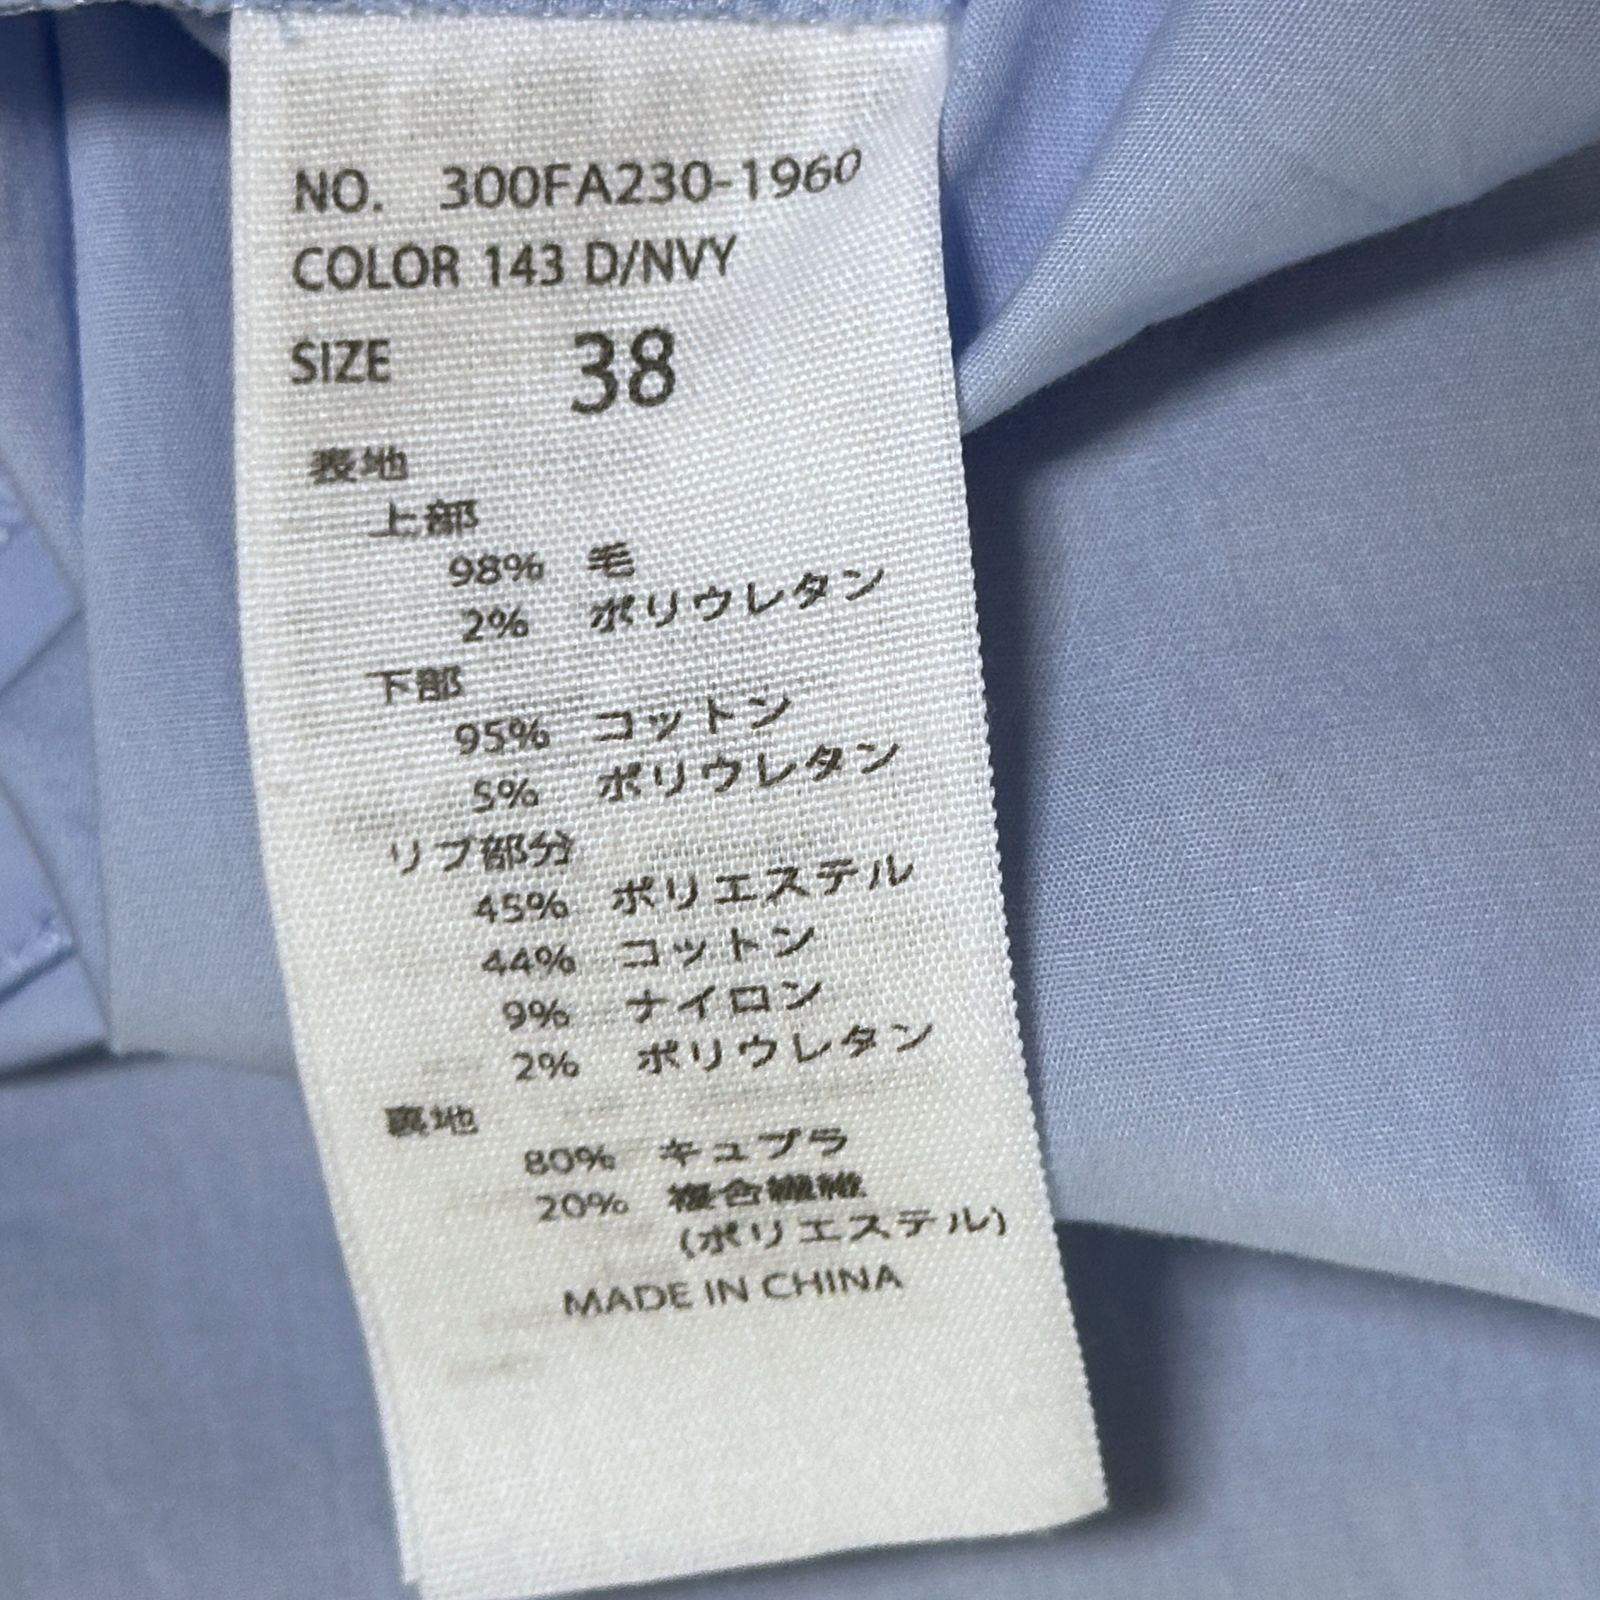 NO. 300FA230-1960
COLOR 143 D/NVY
SIZE 38
表地
上部
98% 毛
2% ポリウレタン
下部
95% コットン
5% ポリウレタン
リブ部分
45% ポリエステル
44% コットン
9% ナイロン
2% ポリウレタン
裏地
80% キュプラ
20% 複合繊維
(ポリエステル)
MADE IN CHINA